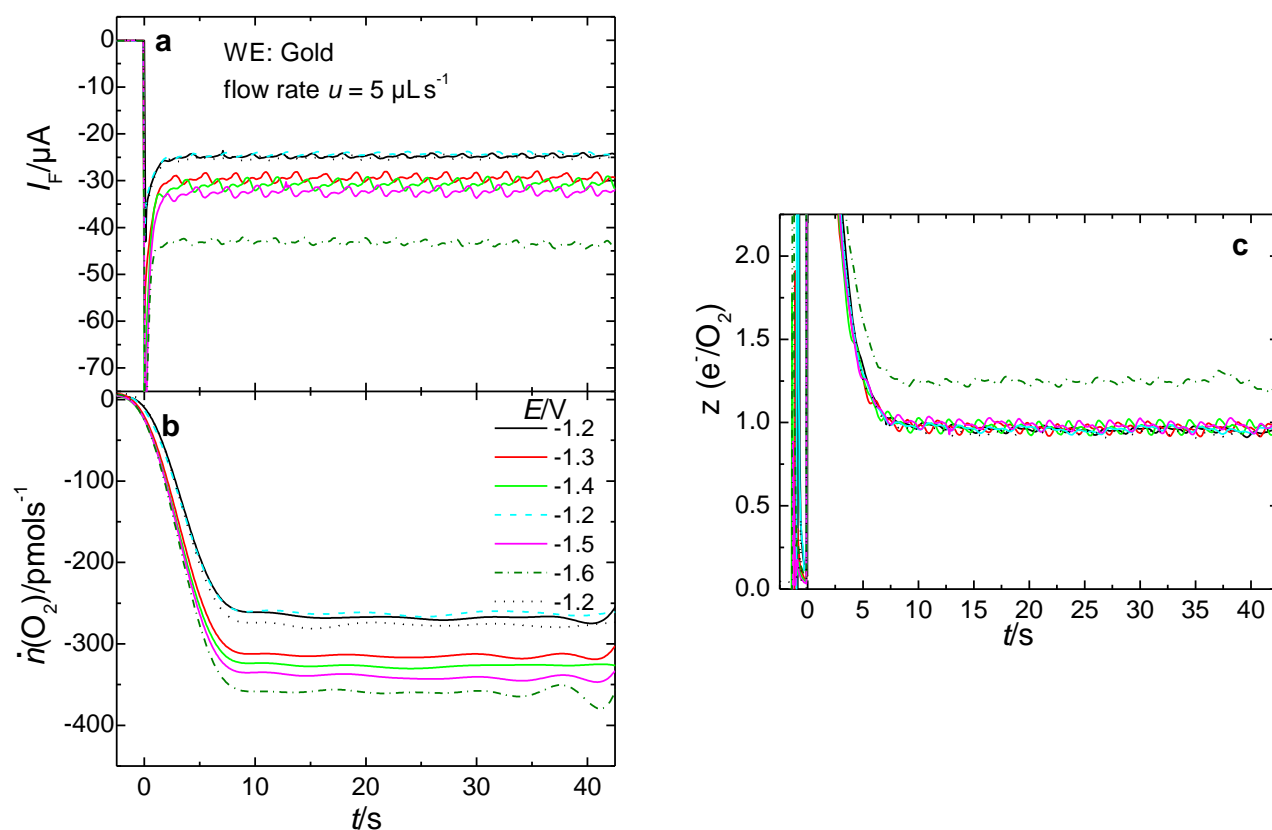 a
WE: Gold
flow rate u = 5 µL s⁻¹
0
-10
-20
-30
-40
-50
-60
-70
I_F/µA
b
E/V
-1.2
-1.3
-1.4
-1.2
-1.5
-1.6
-1.2
0
-100
-200
-300
-400
ṅ(O₂)/pmols⁻¹
0 10 20 30 40
t/s
c
2.0
1.5
1.0
0.5
0.0
z (e⁻/O₂)
0 5 10 15 20 25 30 35 40
t/s